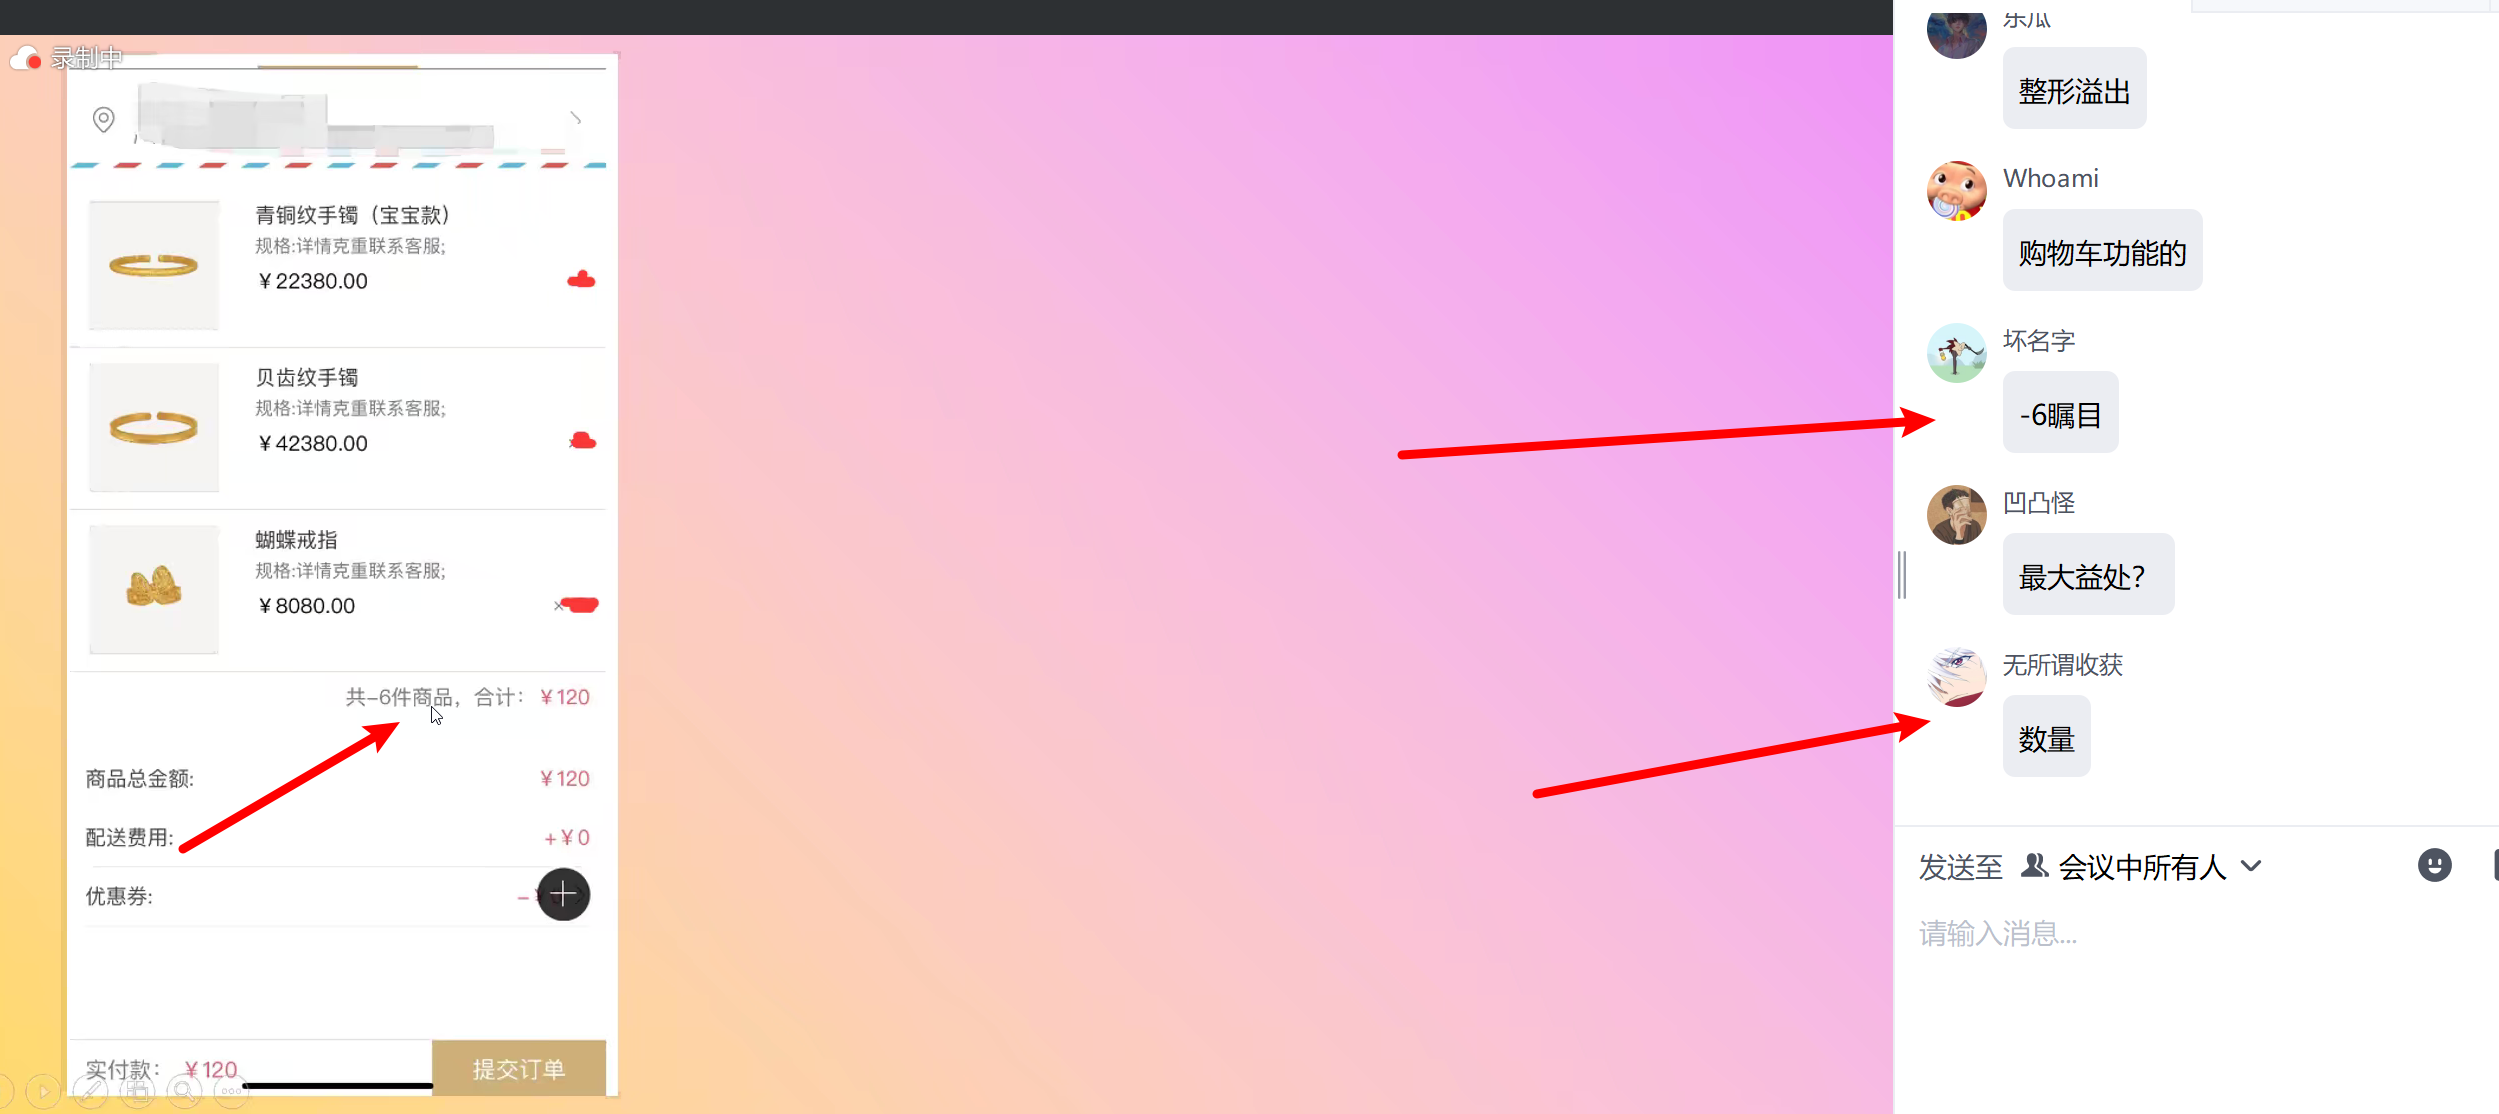 录制中
青铜纹手镯（宝宝款）
规格:详情克重联系客服;
￥22380.00
贝齿纹手镯
规格:详情克重联系客服;
￥42380.00
×
蝴蝶戒指
规格:详情克重联系客服;
￥8080.00
×
共-6件商品，合计：￥120
商品总金额: ￥120
配送费用: +￥0
优惠券: -
实付款： ￥120
提交订单
东瓜
整形溢出
Whoami
购物车功能的
坏名字
-6瞩目
凹凸怪
最大益处?
无所谓收获
数量
发送至 会议中所有人
请输入消息...